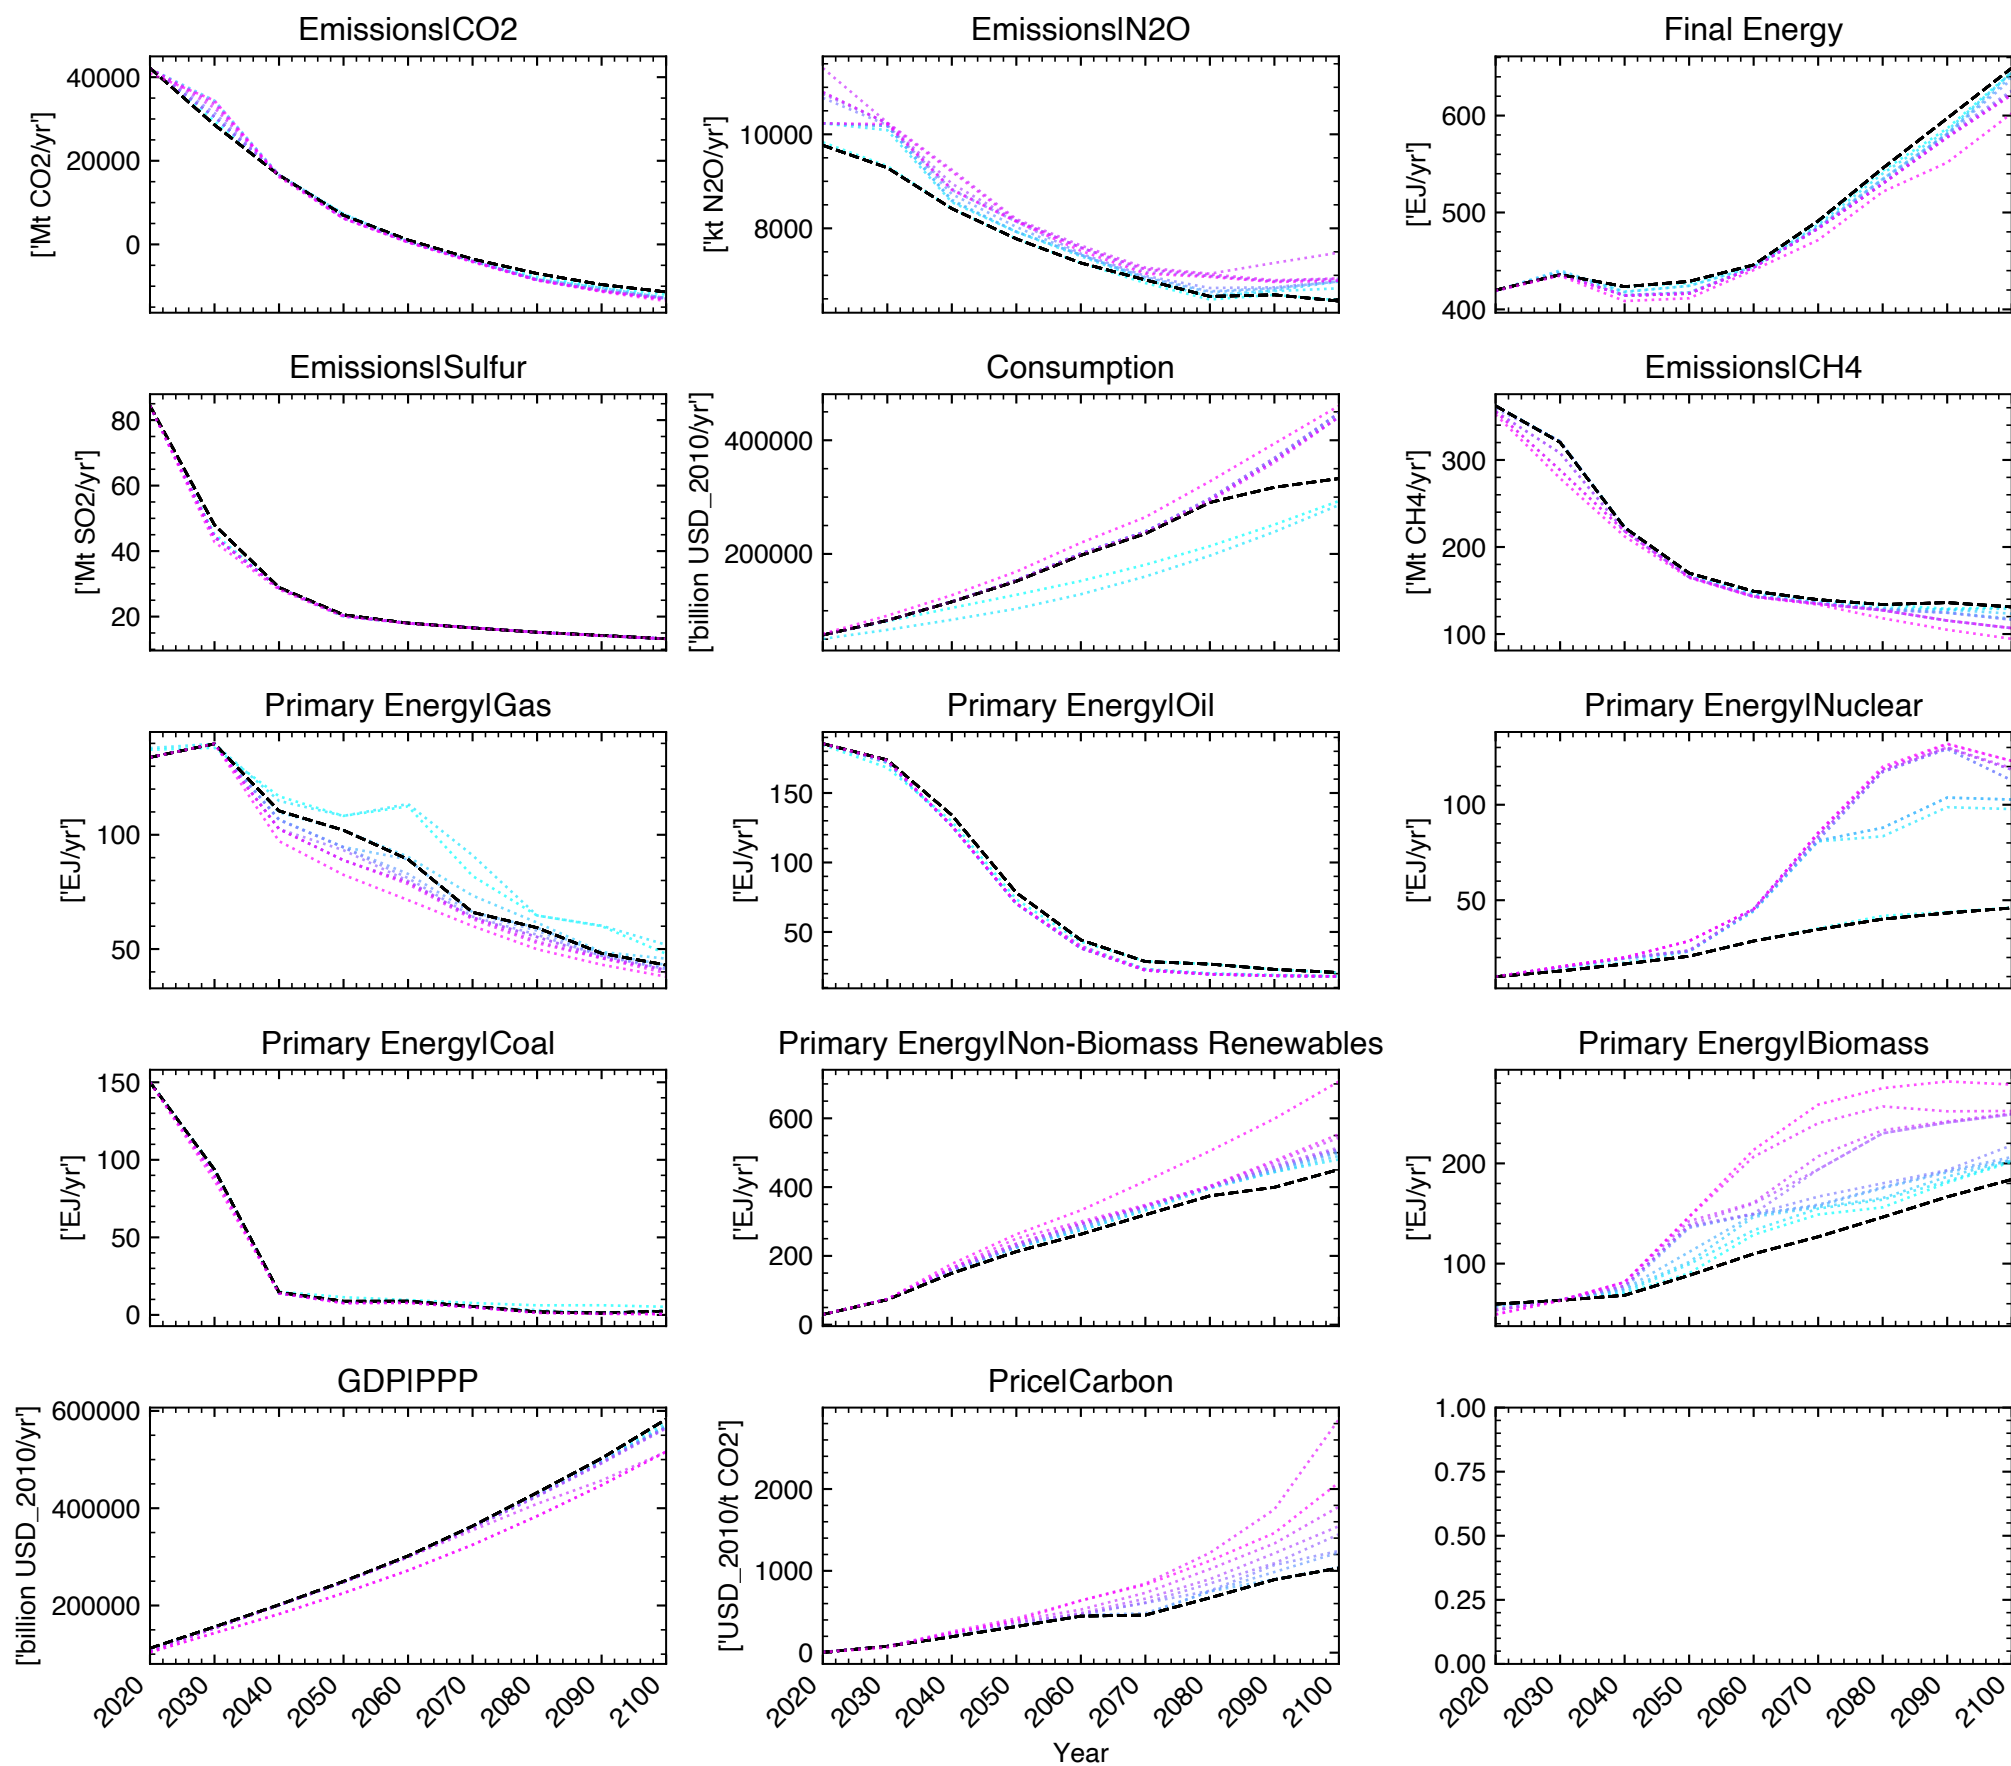 Emissions|CO2
['Mt CO2/yr']
40000
20000
0
Emissions|N2O
['kt N2O/yr']
10000
8000
Final Energy
['EJ/yr']
600
500
400
Emissions|Sulfur
['Mt SO2/yr']
80
60
40
20
Consumption
['billion USD_2010/yr']
400000
200000
Emissions|CH4
['Mt CH4/yr']
300
200
100
Primary Energy|Gas
['EJ/yr']
100
50
Primary Energy|Oil
['EJ/yr']
150
100
50
Primary Energy|Nuclear
['EJ/yr']
100
50
Primary Energy|Coal
['EJ/yr']
150
100
50
0
Primary Energy|Non-Biomass Renewables
['EJ/yr']
600
400
200
0
Primary Energy|Biomass
['EJ/yr']
200
100
GDP|PPP
['billion USD_2010/yr']
600000
400000
200000
2020 2030 2040 2050 2060 2070 2080 2090 2100
Price|Carbon
['USD_2010/t CO2']
2000
1000
0
2020 2030 2040 2050 2060 2070 2080 2090 2100
Year
1.00
0.75
0.50
0.25
0.00
2020 2030 2040 2050 2060 2070 2080 2090 2100